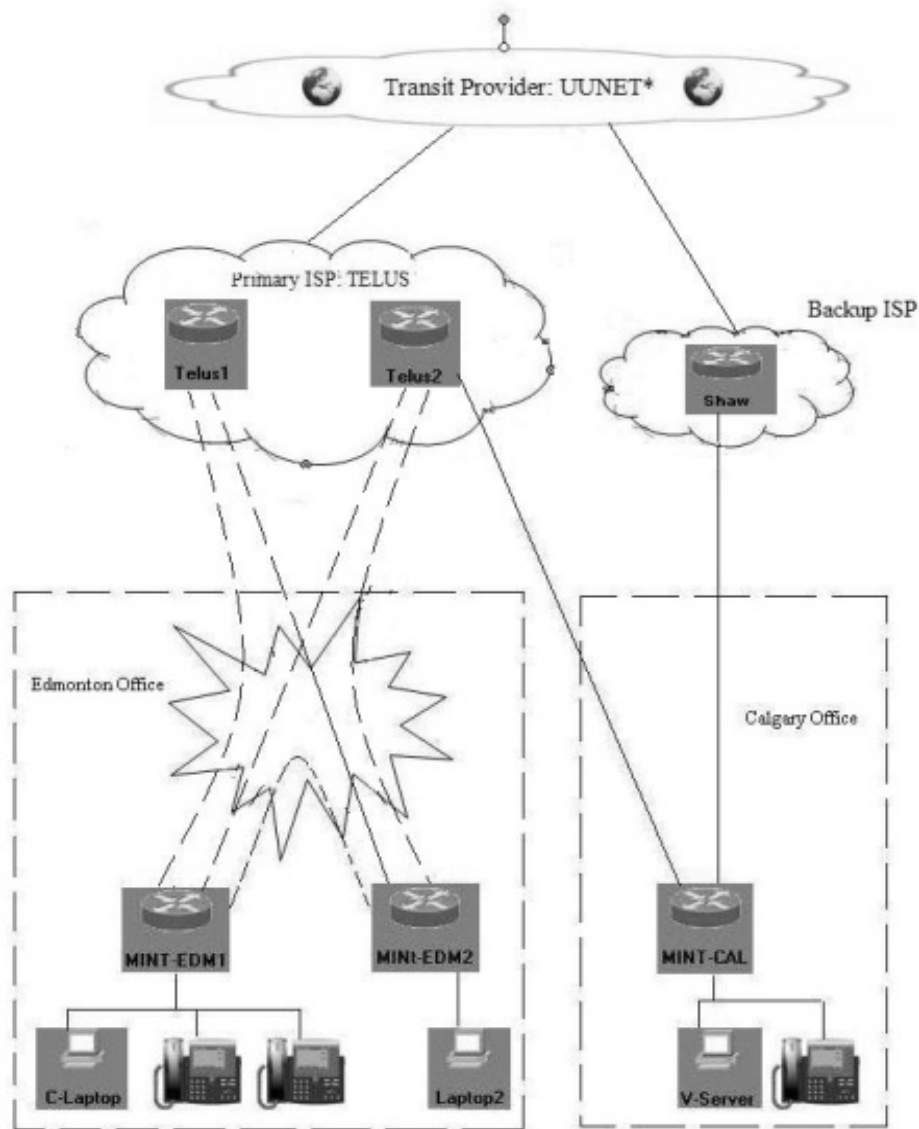 Transit Provider: UUNET*
Primary ISP: TELUS
Telus1
Telus2
Backup ISP
Shaw
Edmonton Office
Calgary Office
MINT-EDM1
MINt-EDM2
MINT-CAL
C-Laptop
Laptop2
V-Server